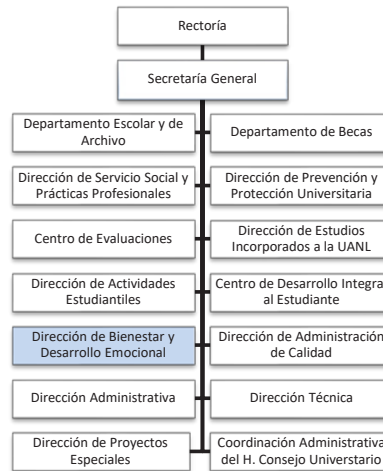 Rectoría
Secretaría General
Departamento Escolar y de
Archivo
Departamento de Becas
Dirección de Servicio Social y
Prácticas Profesionales
Dirección de Prevención y
Protección Universitaria
Centro de Evaluaciones
Dirección de Estudios
Incorporados a la UANL
Dirección de Actividades
Estudiantiles
Centro de Desarrollo Integral
al Estudiante
Dirección de Bienestar y
Desarrollo Emocional
Dirección de Administración
de Calidad
Dirección Administrativa
Dirección Técnica
Dirección de Proyectos
Especiales
Coordinación Administrativa
del H. Consejo Universtario